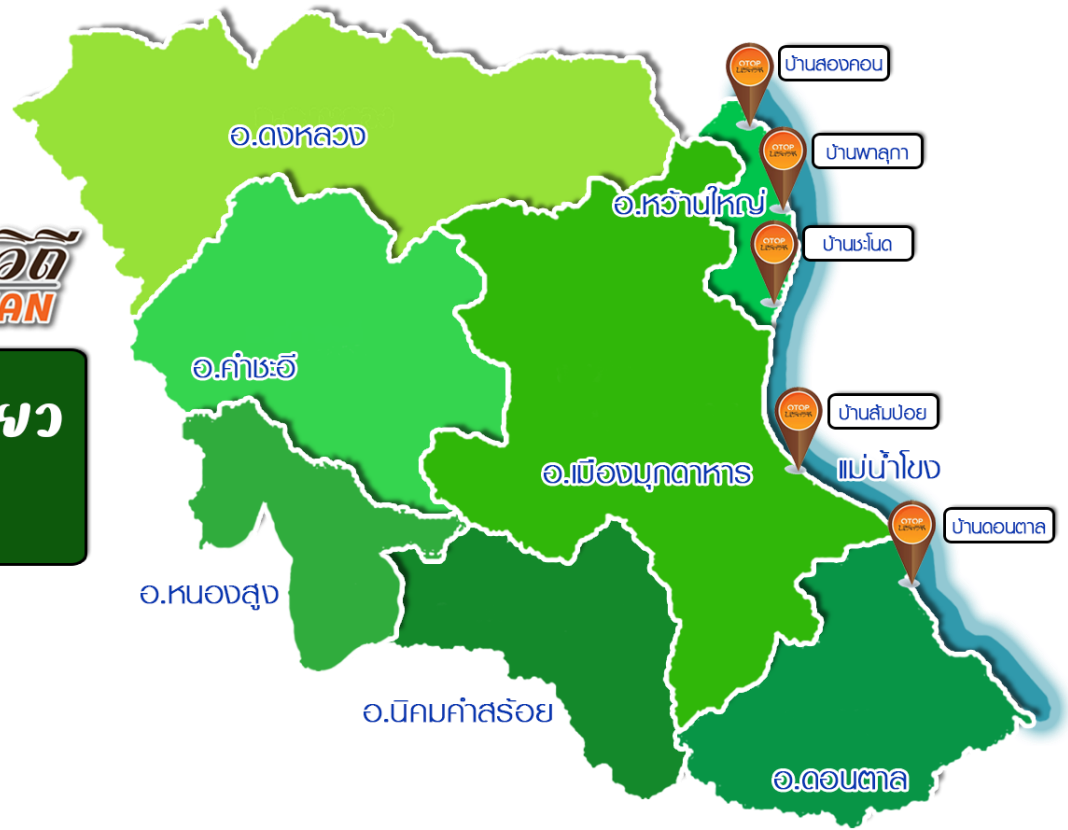 บ้านสองคอน
อ.ดงหลวง
บ้านพาลุกา
อ.หว้านใหญ่
บ้านชะโนด
อ.คำชะอี
บ้านส้มป่อย
แม่น้ำโขง
อ.เมืองมุกดาหาร
บ้านดอนตาล
อ.หนองสูง
อ.นิคมคำสร้อย
อ.ดอนตาล
OTOP
OTOP
OTOP
OTOP
OTOP